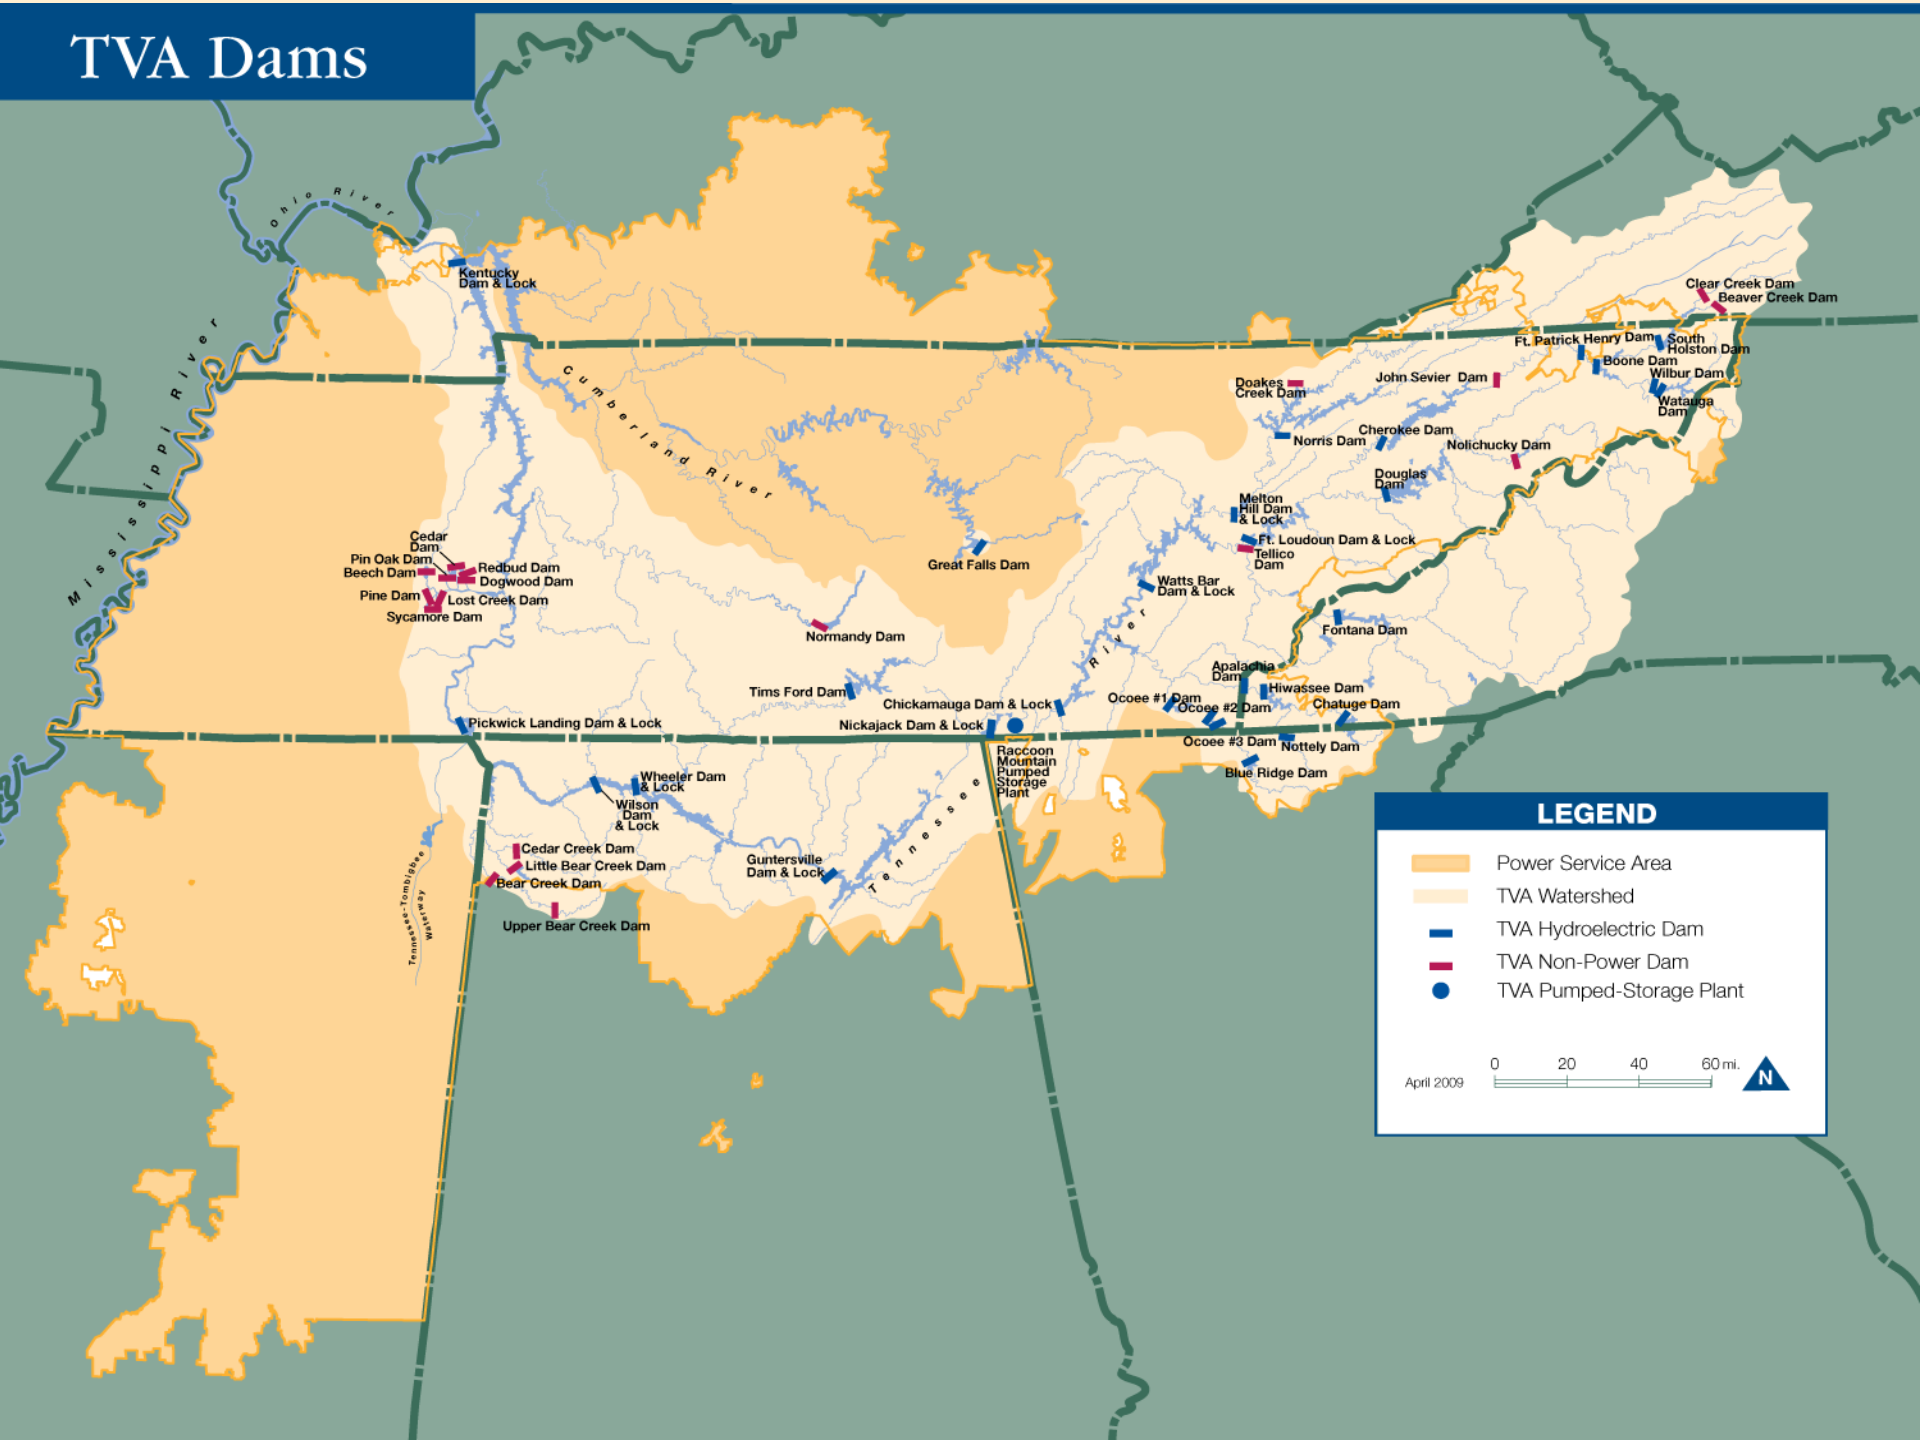 TVA Dams
Ohio River
Mississippi River
Kentucky
Dam & Lock
Cumberland River
Clear Creek Dam
Beaver Creek Dam
Ft. Patrick Henry Dam
South
Holston Dam
Boone Dam
Wilbur Dam
Watauga
Dam
John Sevier Dam
Doakes
Creek Dam
Norris Dam
Cherokee Dam
Nolichucky Dam
Douglas
Dam
Melton
Hill Dam
& Lock
Ft. Loudoun Dam & Lock
Tellico
Dam
Great Falls Dam
Watts Bar
Dam & Lock
Cedar
Dam
Pin Oak Dam
Beech Dam
Redbud Dam
Dogwood Dam
Pine Dam
Lost Creek Dam
Sycamore Dam
Normandy Dam
Fontana Dam
Tims Ford Dam
Chickamauga Dam & Lock
Nickajack Dam & Lock
Apalachia
Dam
Hiwassee Dam
Ocoee #1 Dam
Ocoee #2 Dam
Chatuge Dam
Ocoee #3 Dam
Nottely Dam
Blue Ridge Dam
Pickwick Landing Dam & Lock
Raccoon
Mountain
Pumped
Storage
Plant
Wheeler Dam
& Lock
Wilson
Dam
& Lock
Tennessee River
Cedar Creek Dam
Little Bear Creek Dam
Bear Creek Dam
Upper Bear Creek Dam
Guntersville
Dam & Lock
Tennessee-Tombigbee
Waterway
LEGEND
Power Service Area
TVA Watershed
TVA Hydroelectric Dam
TVA Non-Power Dam
TVA Pumped-Storage Plant
0 20 40 60 mi.
April 2009
N